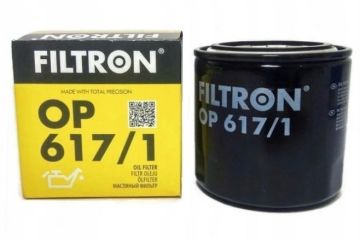 FILTRON®
MADE WITH TOTAL PRECISION
OP
617/1
OIL FILTER
FILTR OLEJU
ÖLFILTER
МАСЛЯНЫЙ ФИЛЬТР
FILTRON®
OP 617/1